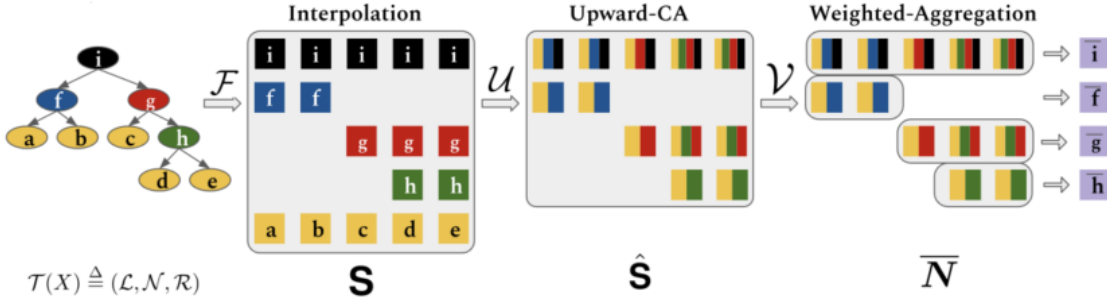 Interpolation Upward-CA Weighted-Aggregation
i i i i i i i̅
ℱ 𝒰 𝒱
f g f f f̅
a b c h g g g g̅
d e h h h̅
a b c d e
𝒯(X) ≜ (ℒ, 𝒩, ℛ) S Ŝ N̅